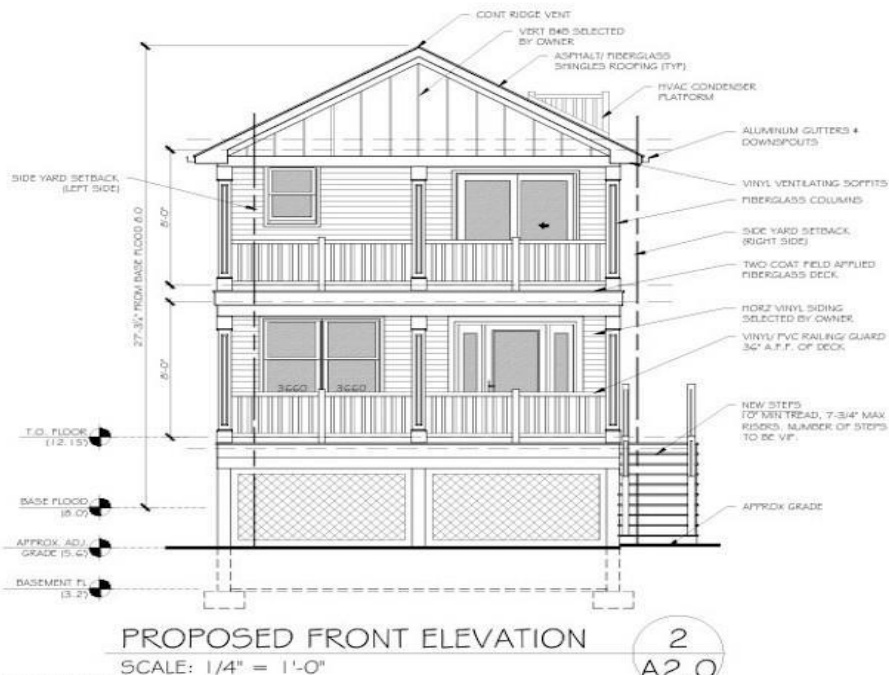 CONT RIDGE VENT
VERT B&B SELECTED
BY OWNER
ASPHALT/ FIBERGLASS
SHINGLES ROOFING (TYP)
HVAC CONDENSER
PLATFORM
ALUMINUM GUTTERS &
DOWNSPOUTS
SIDE YARD SETBACK
(LEFT SIDE)
VINYL VENTILATING SOFFITS
FIBERGLASS COLUMNS
SIDE YARD SETBACK
(RIGHT SIDE)
8'-0"
27'-3/4" FROM BASE FLOOD 8.0
TWO COAT FIELD APPLIED
FIBERGLASS DECK
HORZ VINYL SIDING
SELECTED BY OWNER
VINYL/ PVC RAILING/ GUARD
36" A.F.F. OF DECK
8'-0"
3660 3660
NEW STEPS
10" MIN TREAD, 7-3/4" MAX
RISERS. NUMBER OF STEPS
TO BE VIF.
T.O. FLOOR
(12.15)
BASE FLOOD
(8.0)
APPROX GRADE
APPROX. ADJ.
GRADE (5.6)
BASEMENT FL
(3.2)
PROPOSED FRONT ELEVATION
SCALE: 1/4" = 1'-0"
2
A2.0